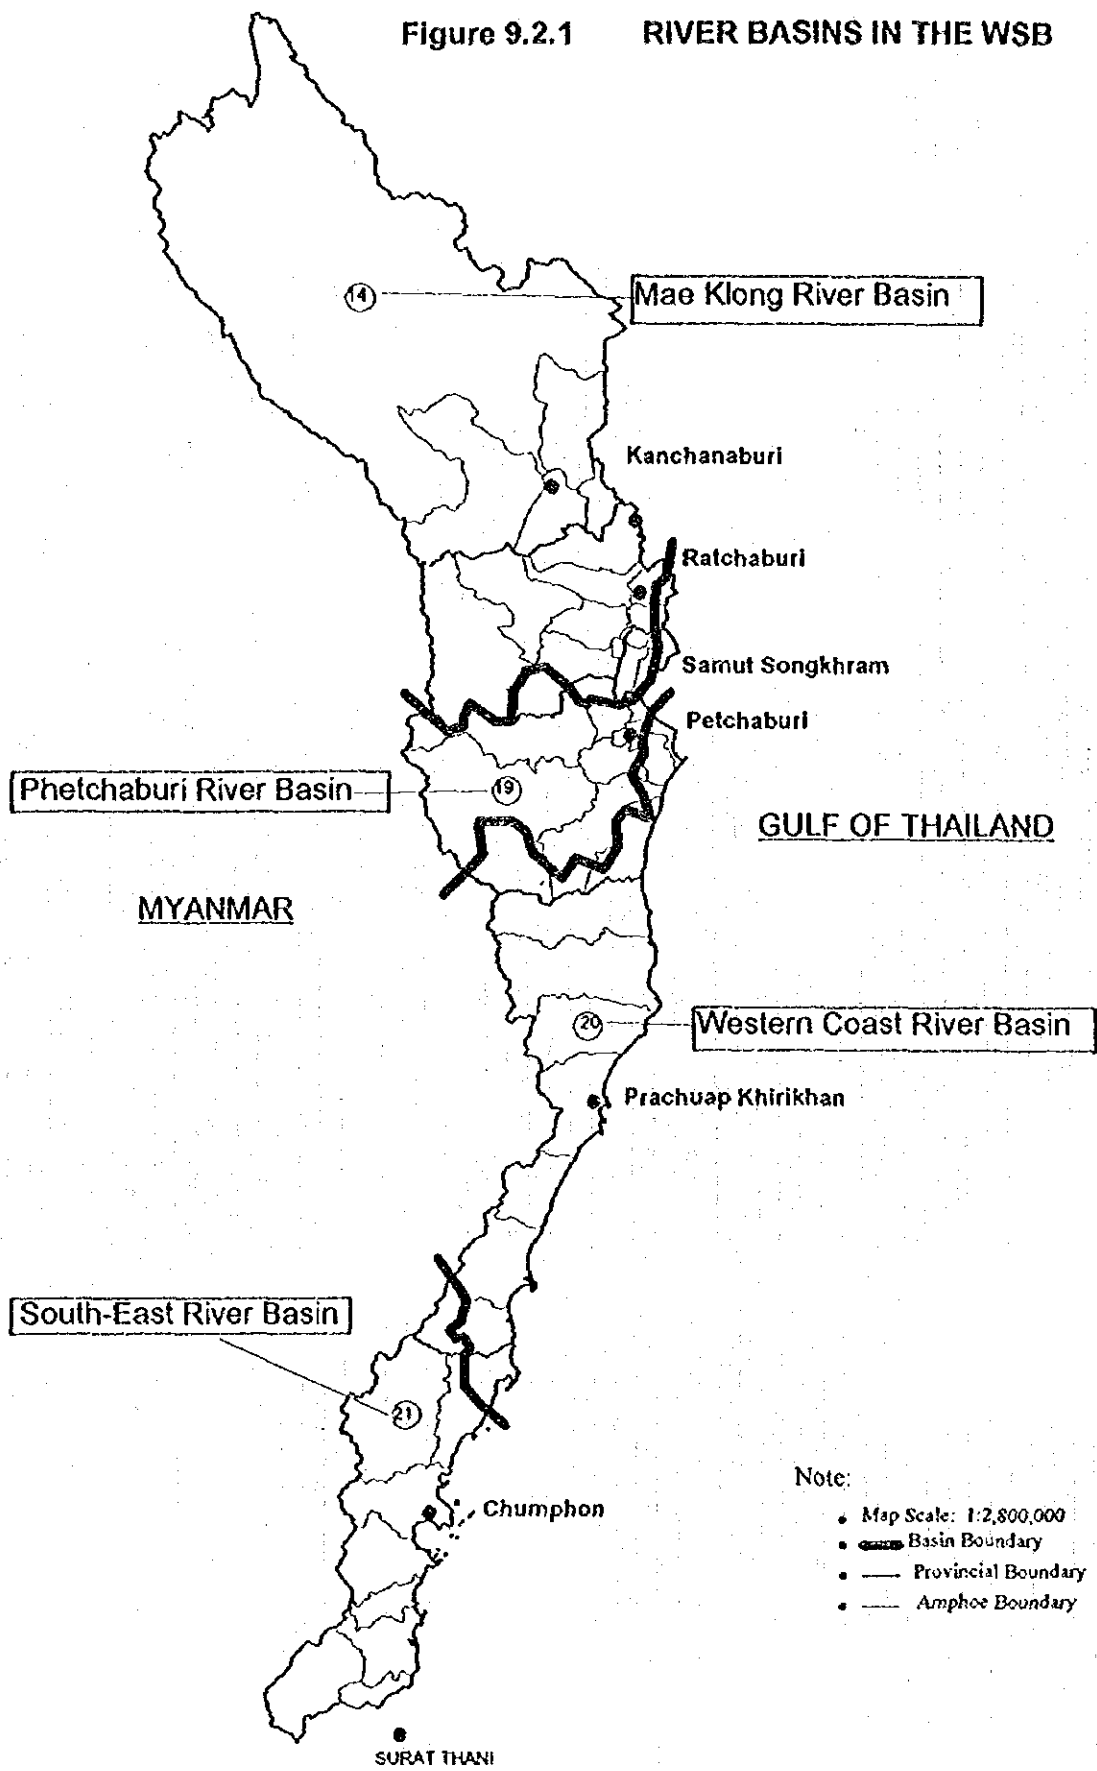 Figure 9.2.1 RIVER BASINS IN THE WSB
14
Mae Klong River Basin
Kanchanaburi
Ratchaburi
Samut Songkhram
Petchaburi
Phetchaburi River Basin
19
GULF OF THAILAND
MYANMAR
20
Western Coast River Basin
Prachuap Khirikhan
South-East River Basin
21
Chumphon
Note:
Map Scale: 1:2,800,000
Basin Boundary
Provincial Boundary
Amphoe Boundary
SURAT THANI